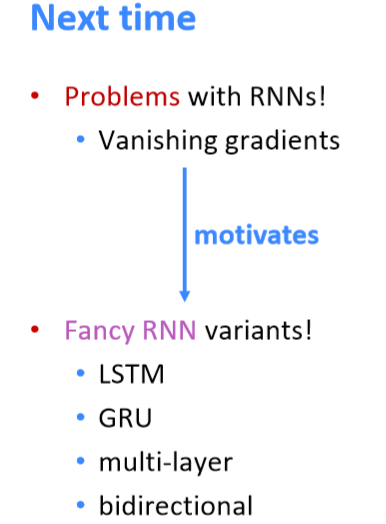 Next time
• Problems with RNNs!
• Vanishing gradients
motivates
• Fancy RNN variants!
• LSTM
• GRU
• multi-layer
• bidirectional